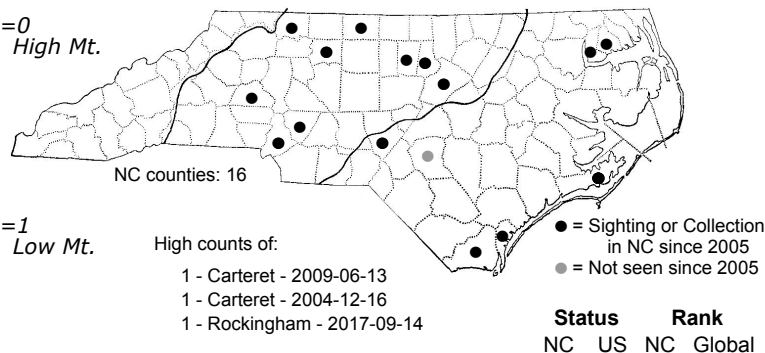 =0
High Mt.
NC counties: 16
=1
Low Mt.
High counts of:
1 - Carteret - 2009-06-13
1 - Carteret - 2004-12-16
1 - Rockingham - 2017-09-14
= Sighting or Collection
in NC since 2005
= Not seen since 2005
Status Rank
NC US NC Global